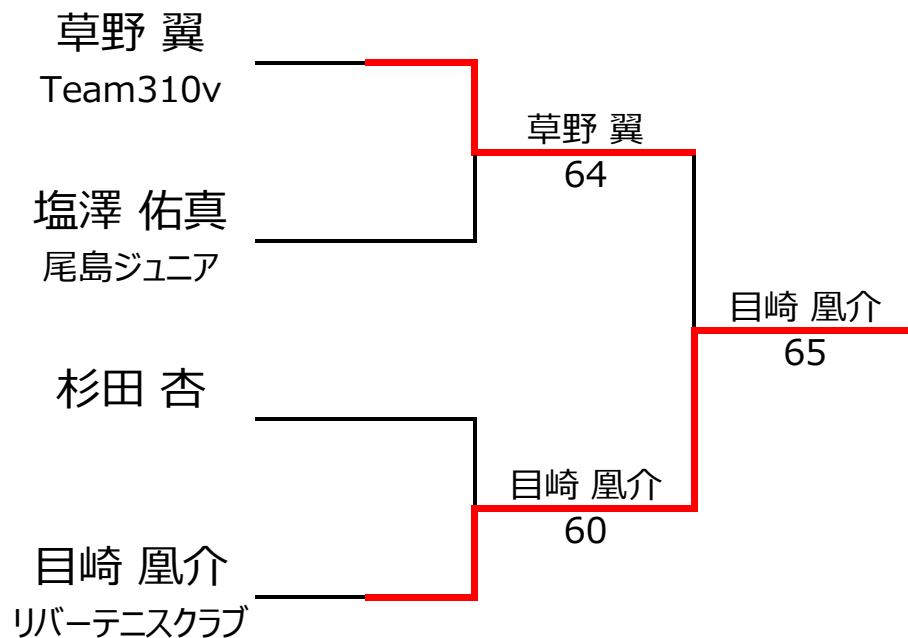 草野 翼
Team310v
草野 翼
64
塩澤 佑真
尾島ジュニア
目崎 凰介
65
杉田 杏
目崎 凰介
60
目崎 凰介
リバーテニスクラブ